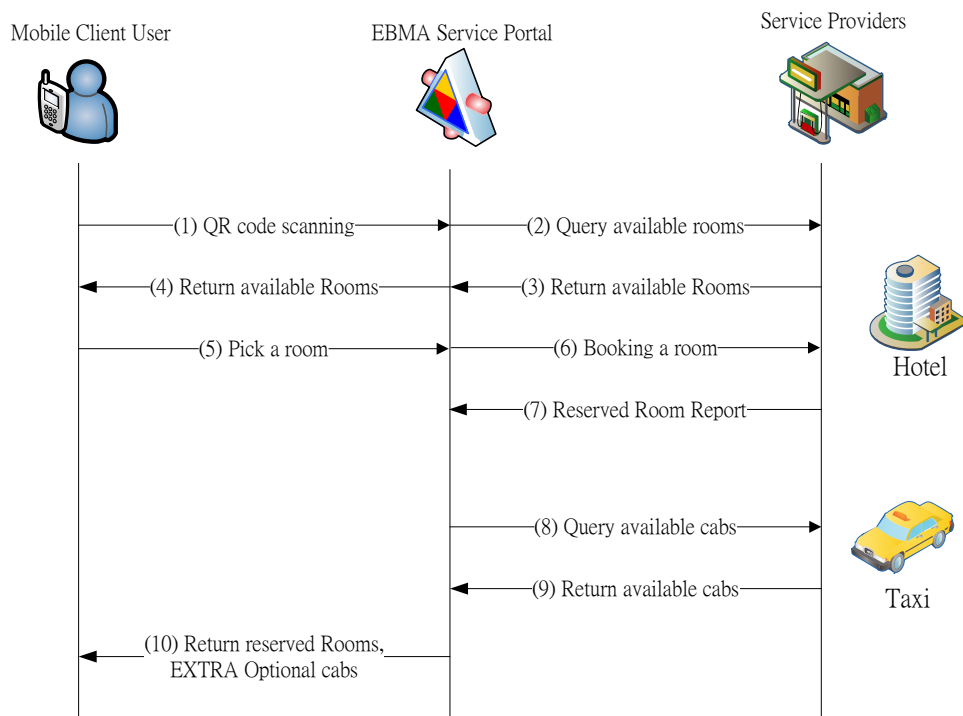 Mobile Client User
EBMA Service Portal
Service Providers
(1) QR code scanning
(2) Query available rooms
(4) Return available Rooms
(3) Return available Rooms
Hotel
(5) Pick a room
(6) Booking a room
(7) Reserved Room Report
(8) Query available cabs
(9) Return available cabs
Taxi
(10) Return reserved Rooms,
EXTRA Optional cabs